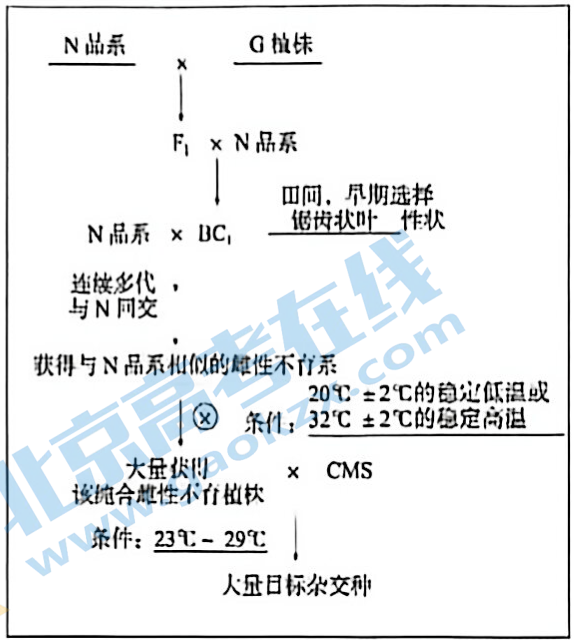 N品系 × G植株
F₁ × N品系
田间，早期选择
锯齿状叶 性状
N品系 × BC₁
连续多代
与N回交
获得与N品系相似的雌性不育系
⊗ 条件：20℃ ±2℃的稳定低温或
32℃ ±2℃的稳定高温
大量获得
该纯合雌性不育植株
× CMS
条件：23℃~29℃
大量目标杂交种
北京高考在线
www.gaokzx.com